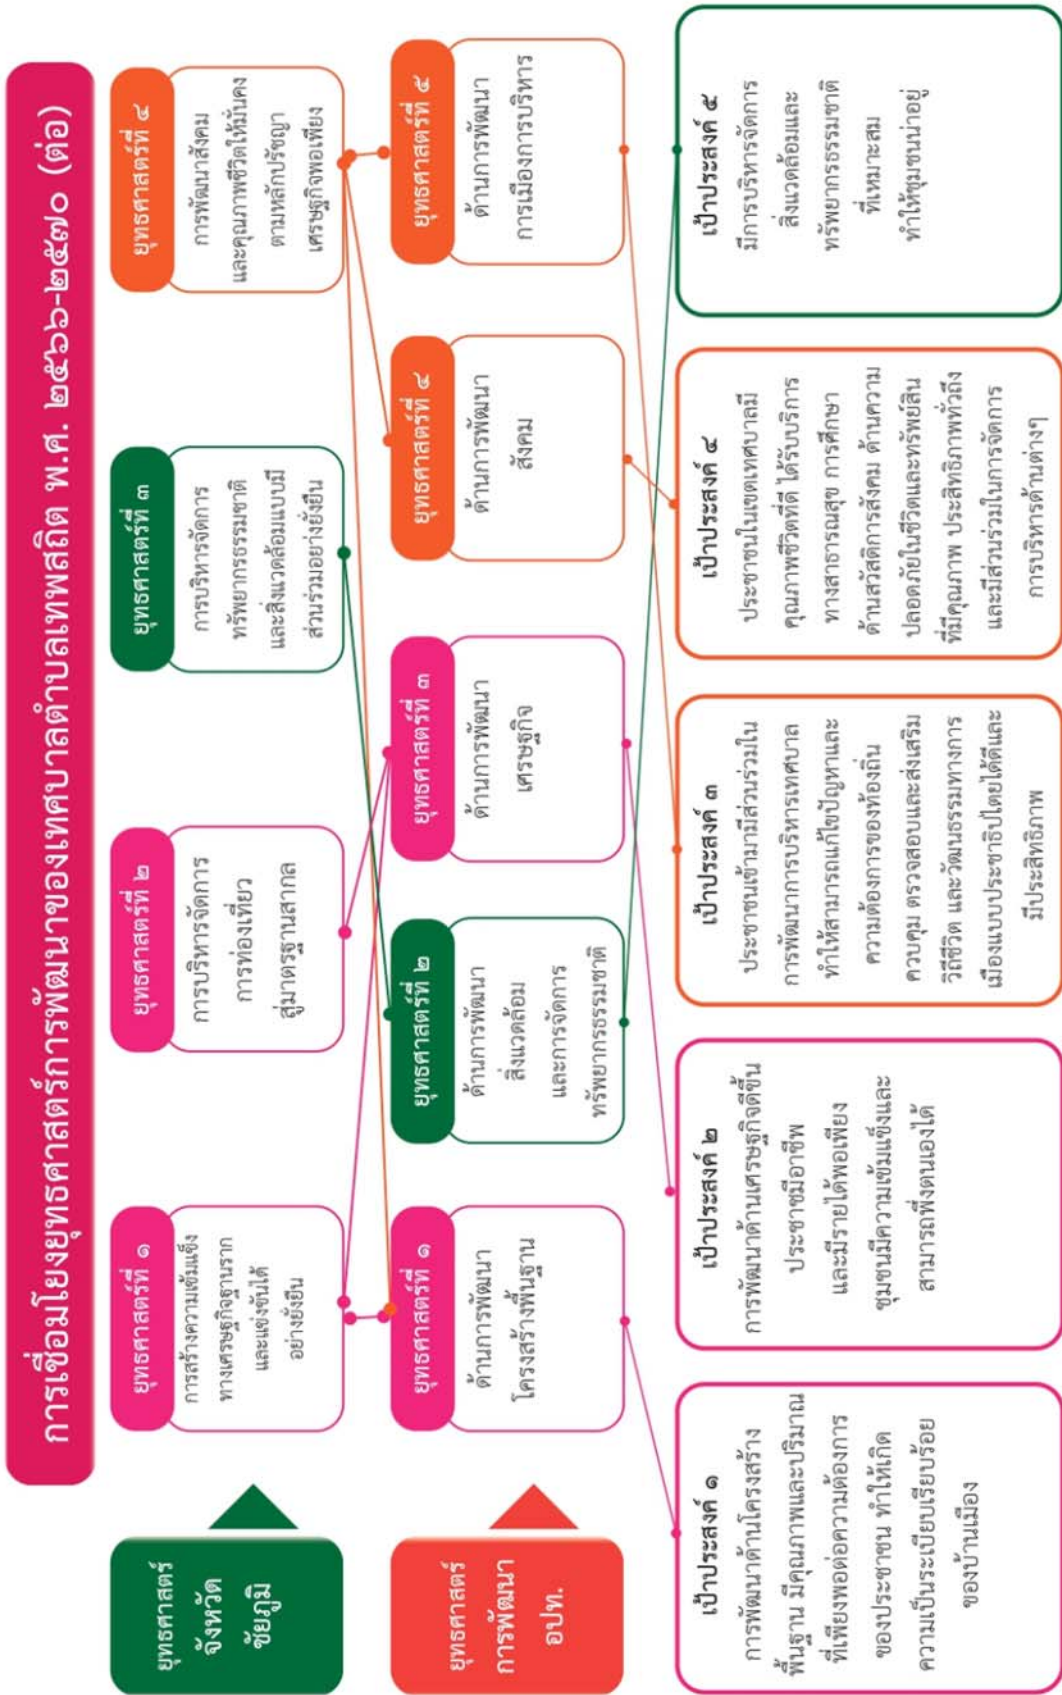 การเชื่อมโยงยุทธศาสตร์การพัฒนาของเทศบาลตำบลเทพสถิต พ.ศ. ๒๕๖๖-๒๕๗๐ (ต่อ)
ยุทธศาสตร์
จังหวัด
ชัยภูมิ
ยุทธศาสตร์ที่ ๑
การสร้างความเข้มแข็ง
ทางเศรษฐกิจฐานราก
และแข่งขันได้
อย่างยั่งยืน
ยุทธศาสตร์ที่ ๒
การบริหารจัดการ
การท่องเที่ยว
สู่มาตรฐานสากล
ยุทธศาสตร์ที่ ๓
การบริหารจัดการ
ทรัพยากรธรรมชาติ
และสิ่งแวดล้อมแบบมี
ส่วนร่วมอย่างยั่งยืน
ยุทธศาสตร์ที่ ๔
การพัฒนาสังคม
และคุณภาพชีวิตให้มั่นคง
ตามหลักปรัชญา
เศรษฐกิจพอเพียง
ยุทธศาสตร์
การพัฒนา
อปท.
ยุทธศาสตร์ที่ ๑
ด้านการพัฒนา
โครงสร้างพื้นฐาน
ยุทธศาสตร์ที่ ๒
ด้านการพัฒนา
สิ่งแวดล้อม
และการจัดการ
ทรัพยากรธรรมชาติ
ยุทธศาสตร์ที่ ๓
ด้านการพัฒนา
เศรษฐกิจ
ยุทธศาสตร์ที่ ๔
ด้านการพัฒนา
สังคม
ยุทธศาสตร์ที่ ๕
ด้านการพัฒนา
การเมืองการบริหาร
เป้าประสงค์ ๑
การพัฒนาด้านโครงสร้าง
พื้นฐาน มีคุณภาพและปริมาณ
ที่เพียงพอต่อความต้องการ
ของประชาชน ทำให้เกิด
ความเป็นระเบียบเรียบร้อย
ของบ้านเมือง
เป้าประสงค์ ๒
การพัฒนาด้านเศรษฐกิจดีขึ้น
ประชาชมีอาชีพ
และมีรายได้พอเพียง
ชุมชนมีความเข้มแข็งและ
สามารถพึ่งตนเองได้
เป้าประสงค์ ๓
ประชาชนเข้ามามีส่วนร่วมใน
การพัฒนาการบริหารเทศบาล
ทำให้สามารถแก้ไขปัญหาและ
ความต้องการของท้องถิ่น
ควบคุม ตรวจสอบและส่งเสริม
วิถีชีวิต และวัฒนธรรมทางการ
เมืองแบบประชาธิปไตยได้ดีและ
มีประสิทธิภาพ
เป้าประสงค์ ๔
ประชาชนในเขตเทศบาลมี
คุณภาพชีวิตที่ดี ได้รับบริการ
ทางสาธารณสุข การศึกษา
ด้านสวัสดิการสังคม ด้านความ
ปลอดภัยในชีวิตและทรัพย์สิน
ที่มีคุณภาพ ประสิทธิภาพทั่วถึง
และมีส่วนร่วมในการจัดการ
การบริหารด้านต่างๆ
เป้าประสงค์ ๕
มีการบริหารจัดการ
สิ่งแวดล้อมและ
ทรัพยากรธรรมชาติ
ที่เหมาะสม
ทำให้ชุมชนน่าอยู่